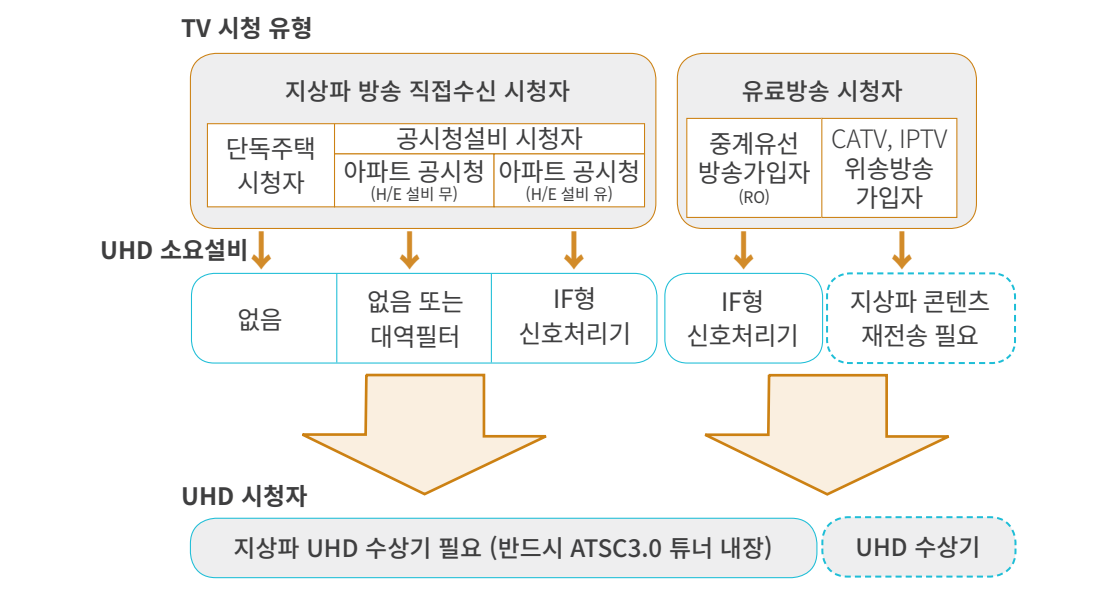 TV 시청 유형
지상파 방송 직접수신 시청자
단독주택
시청자
공시청설비 시청자
아파트 공시청
(H/E 설비 무)
아파트 공시청
(H/E 설비 유)
유료방송 시청자
중계유선
방송가입자
(RO)
CATV, IPTV
위송방송
가입자
UHD 소요설비
없음
없음 또는
대역필터
IF형
신호처리기
IF형
신호처리기
지상파 콘텐츠
재전송 필요
UHD 시청자
지상파 UHD 수상기 필요 (반드시 ATSC3.0 튜너 내장)
UHD 수상기